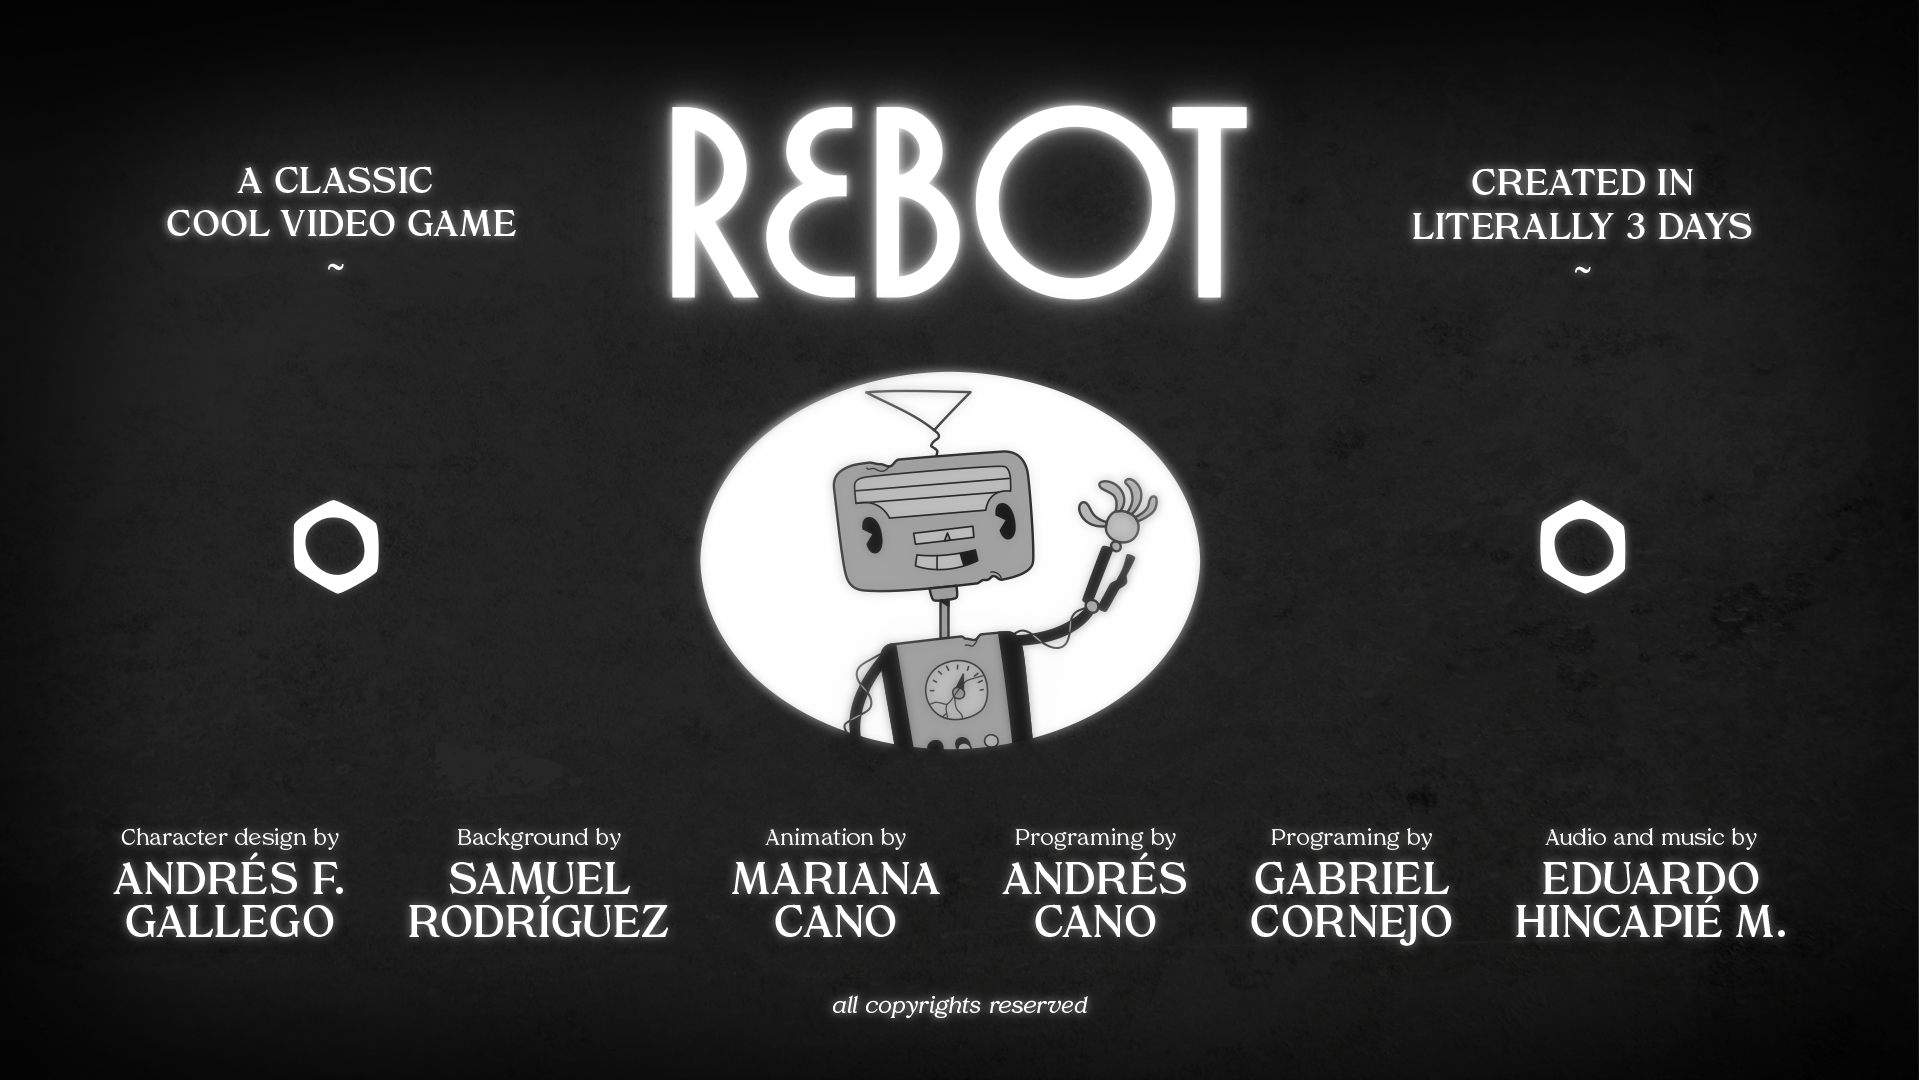 REBOT
A CLASSIC
COOL VIDEO GAME
~
CREATED IN
LITERALLY 3 DAYS
~
Character design by
ANDRÉS F.
GALLEGO
Background by
SAMUEL
RODRÍGUEZ
Animation by
MARIANA
CANO
Programing by
ANDRÉS
CANO
Programing by
GABRIEL
CORNEJO
Audio and music by
EDUARDO
HINCAPIÉ M.
all copyrights reserved